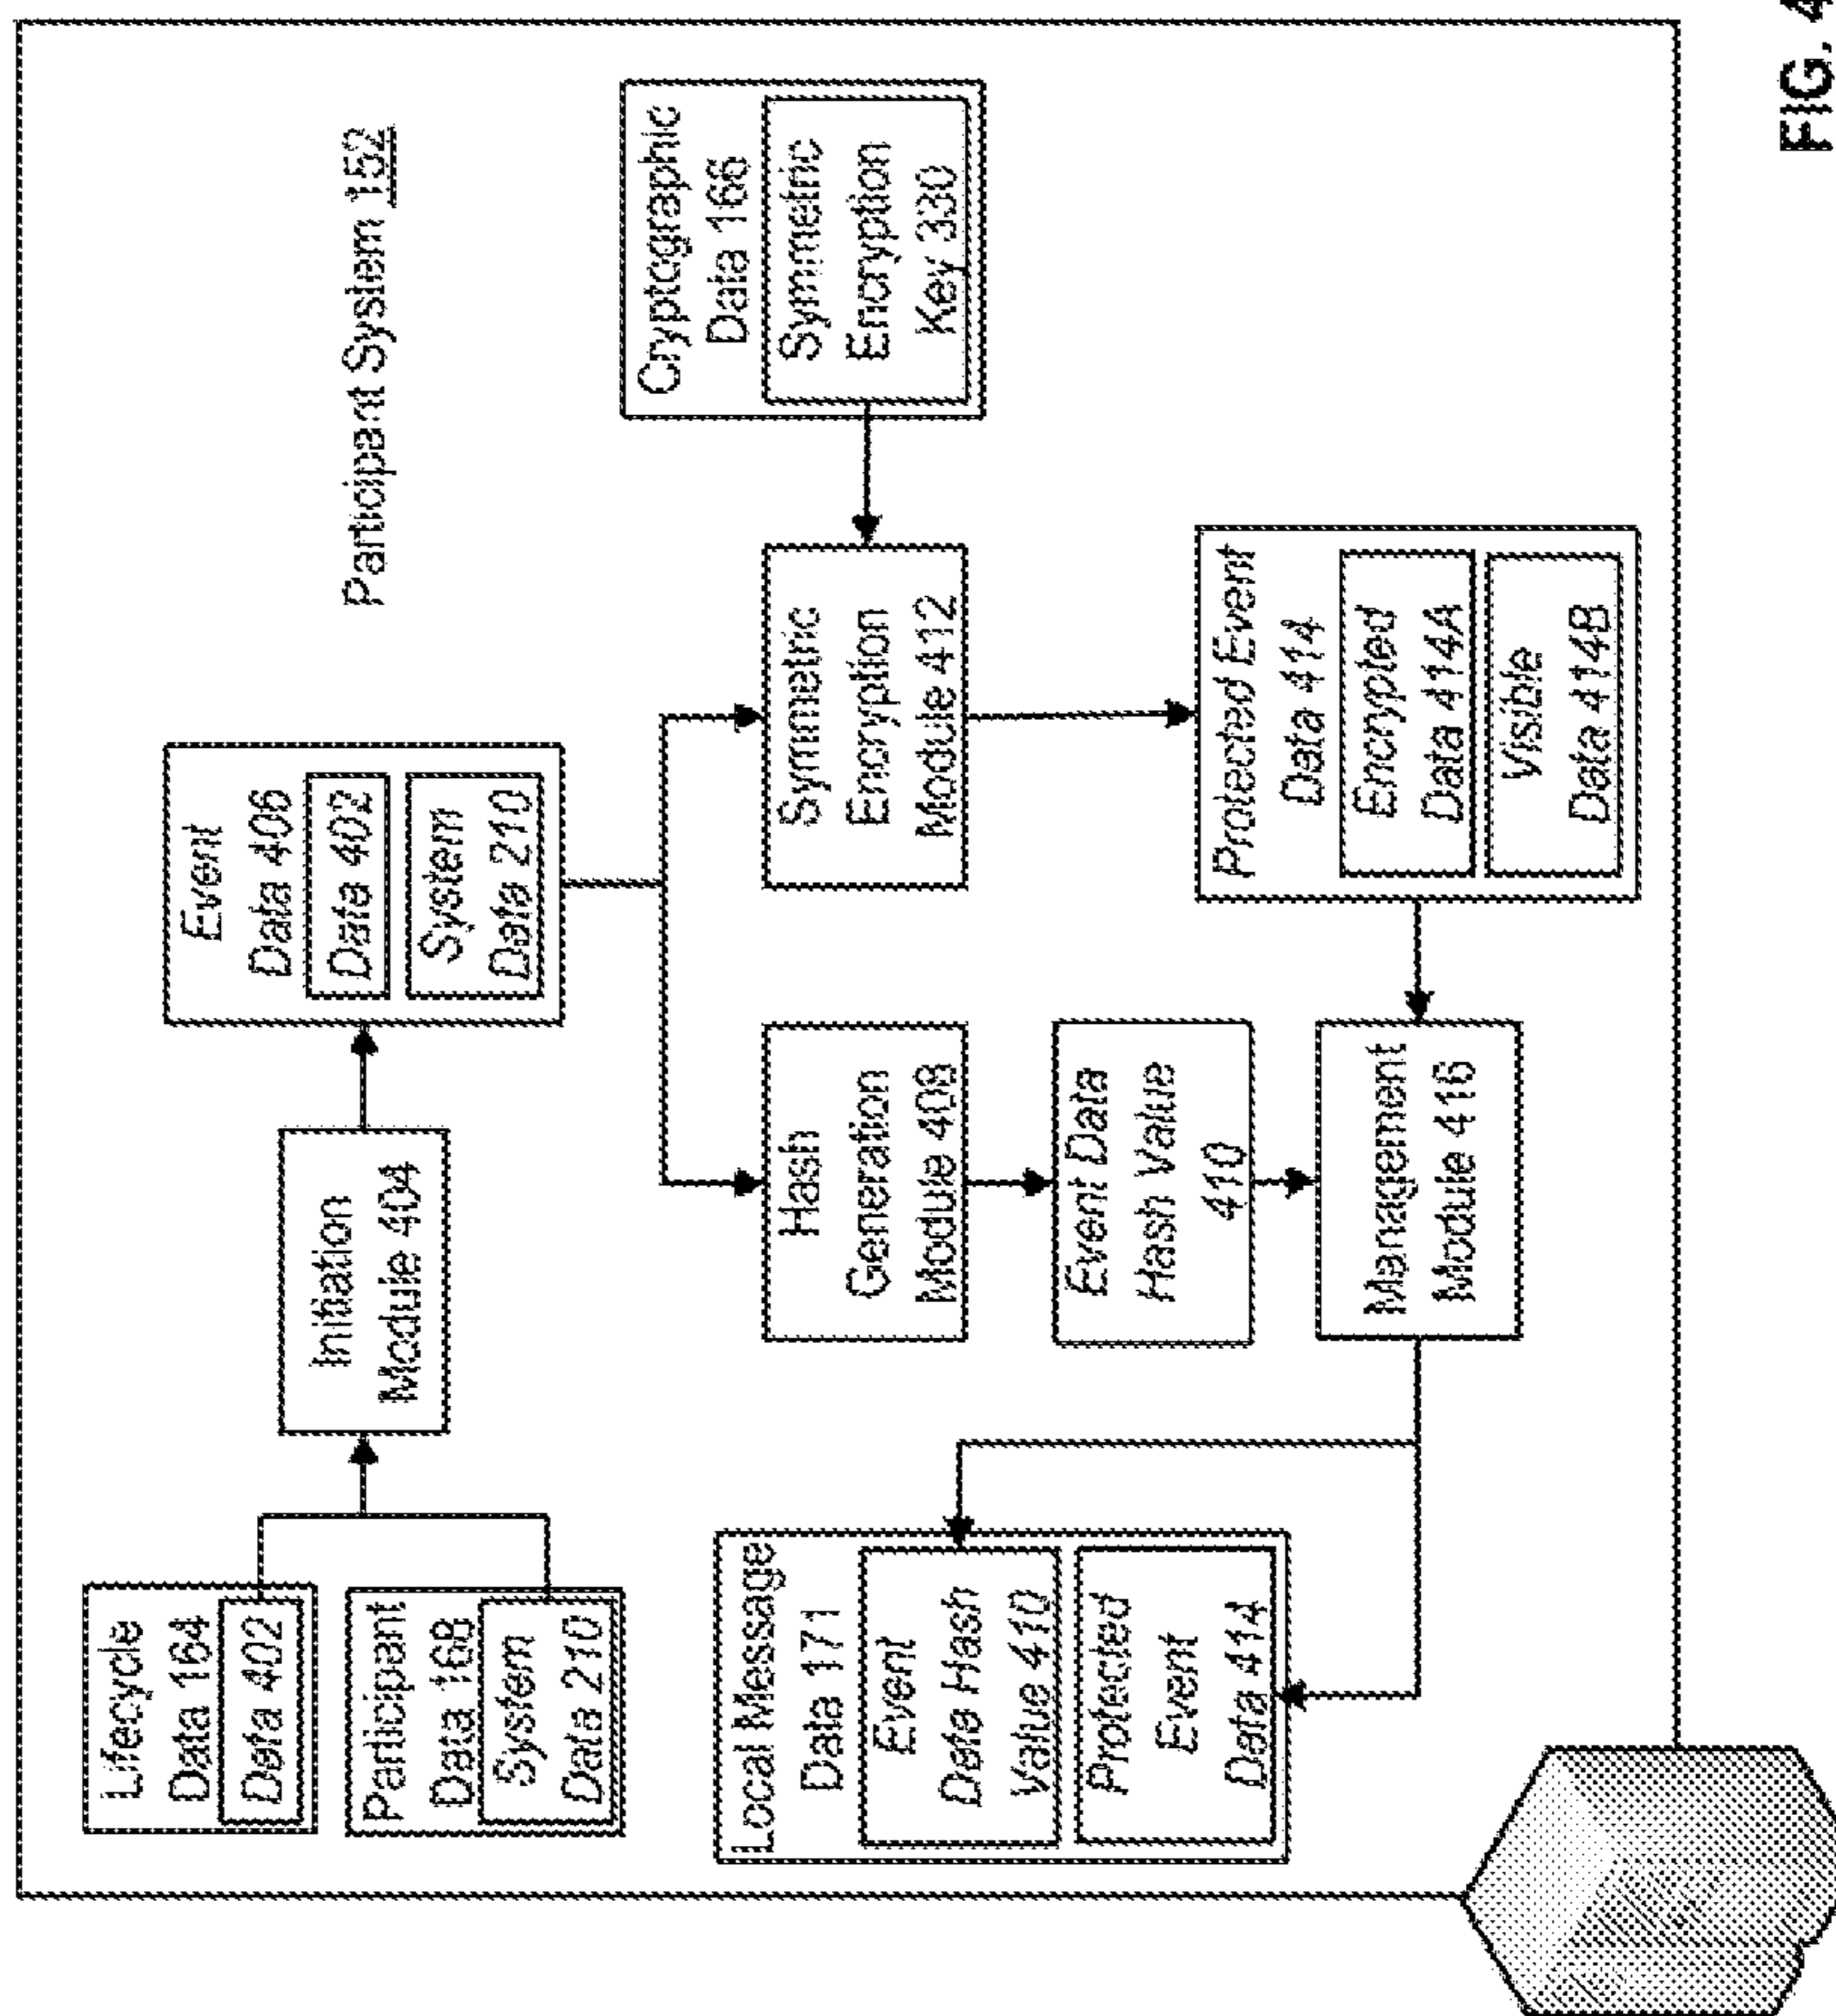 Participant System 152
Lifecycle
Data 164
Data 402
Participant
Data 168
System
Data 210
Initiation
Module 404
Event
Data 406
Data 402
System
Data 210
Hash
Generation
Module 408
Symmetric
Encryption
Module 412
Cryptographic
Data 166
Symmetric
Encryption
Key 330
Event Data
Hash Value
410
Protected Event
Data 414
Encrypted
Data 414A
Visible
Data 414B
Management
Module 416
Local Message
Data 171
Event
Data Hash
Value 410
Protected
Event
Data 414
FIG. 4